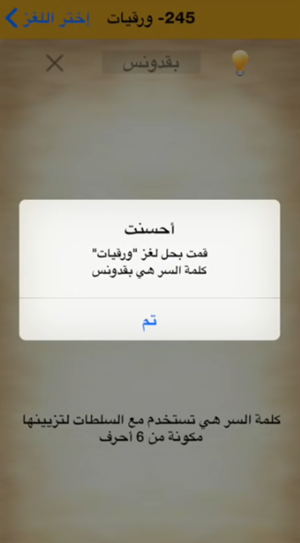 245- ورقيات
إختر اللغز
بقدونس
أحسنت
قمت بحل لغز "ورقيات"
كلمة السر هي بقدونس
تم
كلمة السر هي تستخدم مع السلطات لتزيينها
مكونة من 6 أحرف